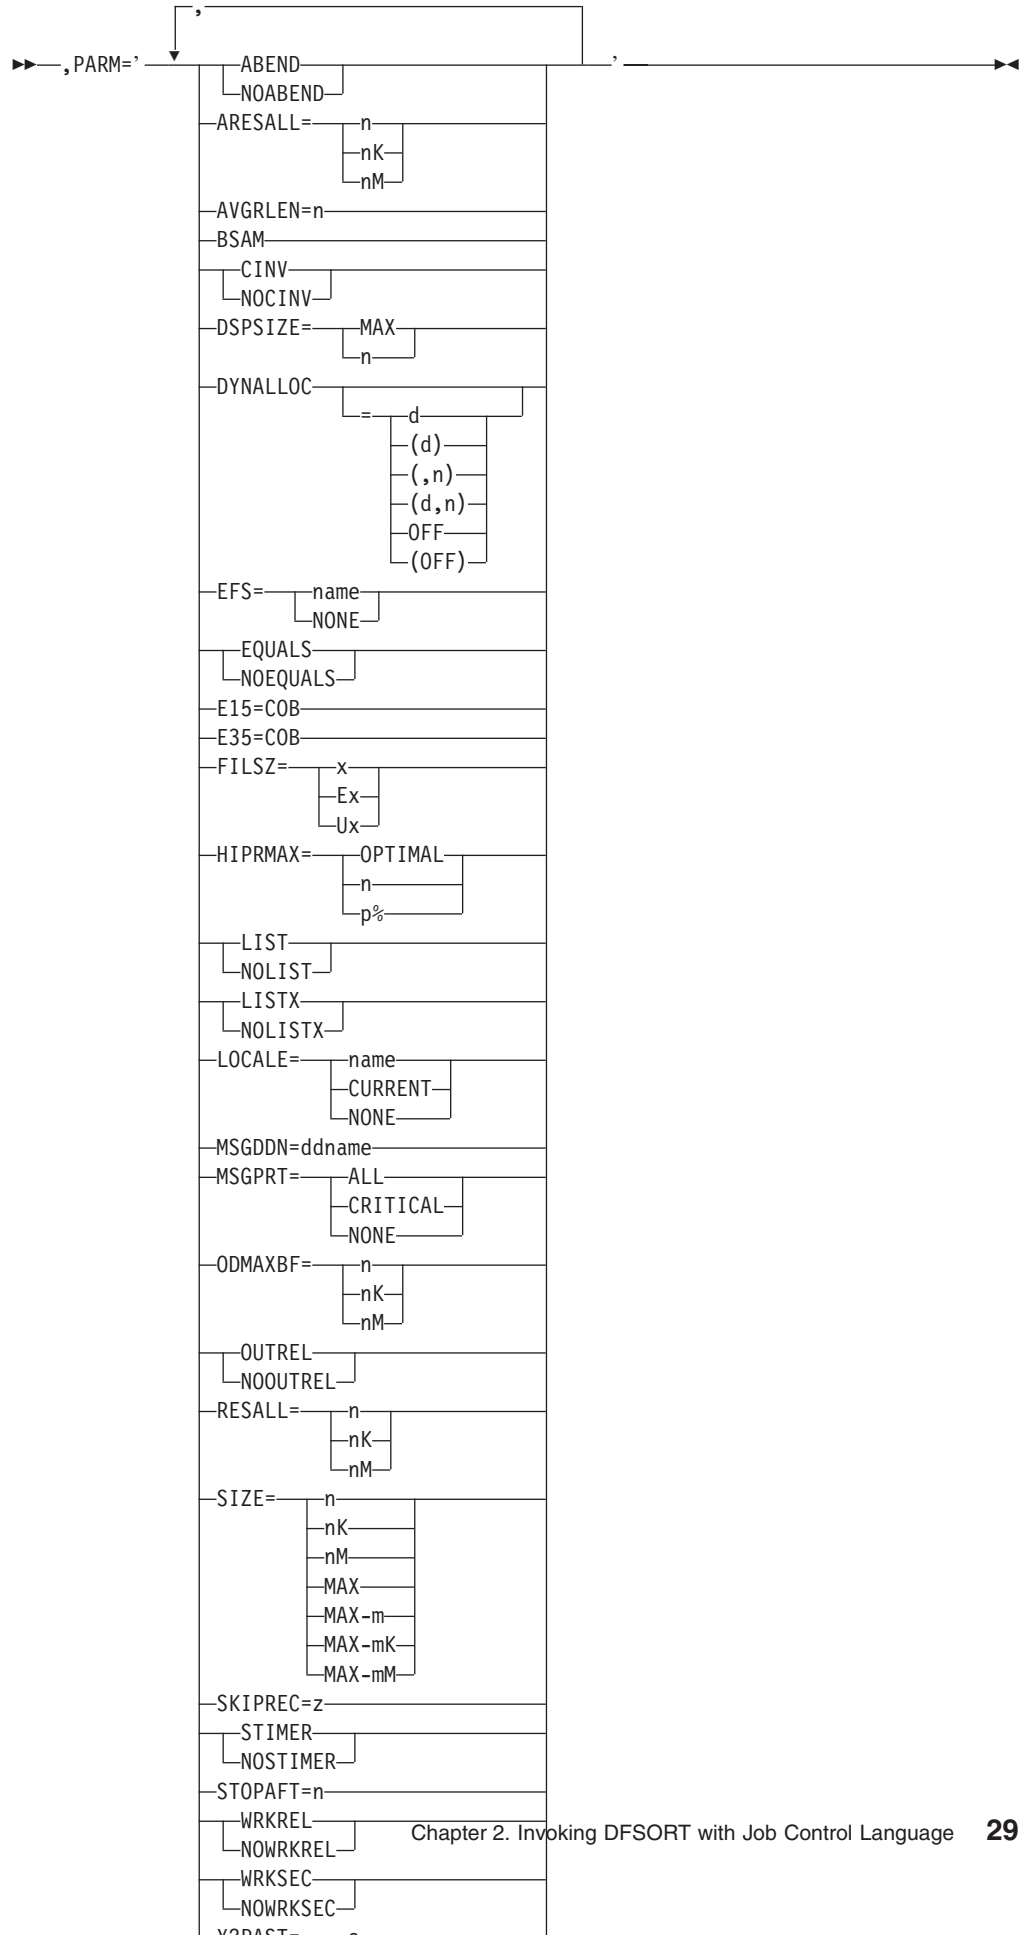 ,
,PARM=' ABEND '
NOABEND
ARESALL= n
nK
nM
AVGRLEN=n
BSAM
CINV
NOCINV
DSPSIZE= MAX
n
DYNALLOC
= d
(d)
(,n)
(d,n)
OFF
(OFF)
EFS= name
NONE
EQUALS
NOEQUALS
E15=COB
E35=COB
FILSZ= x
Ex
Ux
HIPRMAX= OPTIMAL
n
p%
LIST
NOLIST
LISTX
NOLISTX
LOCALE= name
CURRENT
NONE
MSGDDN=ddname
MSGPRT= ALL
CRITICAL
NONE
ODMAXBF= n
nK
nM
OUTREL
NOOUTREL
RESALL= n
nK
nM
SIZE= n
nK
nM
MAX
MAX-m
MAX-mK
MAX-mM
SKIPREC=z
STIMER
NOSTIMER
STOPAFT=n
WRKREL
Chapter 2. Invoking DFSORT with Job Control Language 29
NOWRKREL
WRKSEC
NOWRKSEC